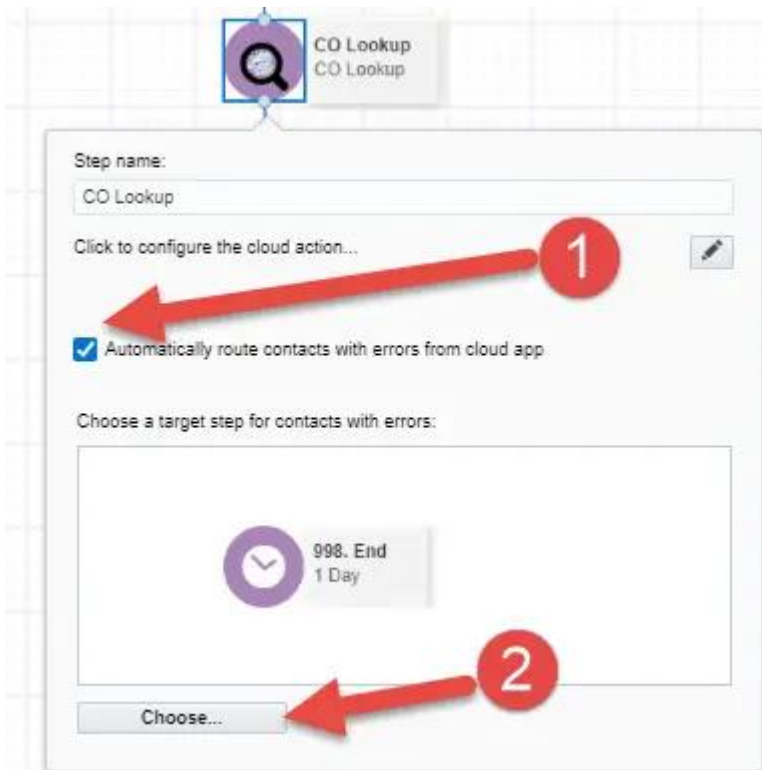 CO Lookup
CO Lookup
Step name:
CO Lookup
Click to configure the cloud action...
1
Automatically route contacts with errors from cloud app
Choose a target step for contacts with errors:
998. End
1 Day
2
Choose...